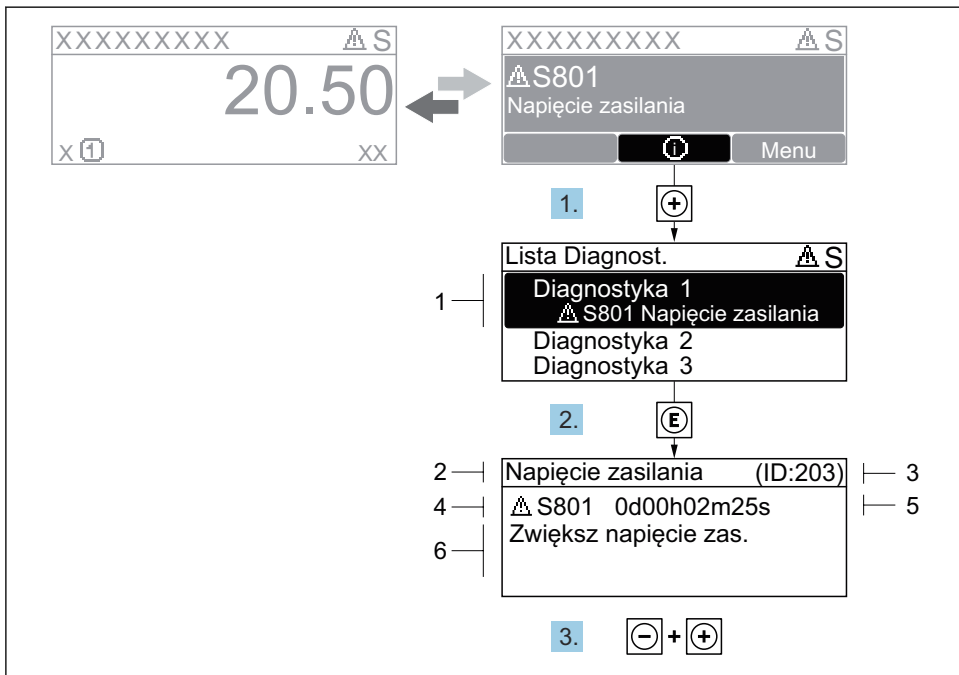 XXXXXXXXX ⚠ S
20.50
X 1 XX
XXXXXXXXX ⚠ S
⚠ S801
Napięcie zasilania
i Menu
1. +
Lista Diagnost. ⚠ S
1 Diagnostyka 1
⚠ S801 Napięcie zasilania
Diagnostyka 2
Diagnostyka 3
2. E
2 Napięcie zasilania (ID:203) 3
4 ⚠ S801 0d00h02m25s 5
6 Zwiększ napięcie zas.
3. - + +